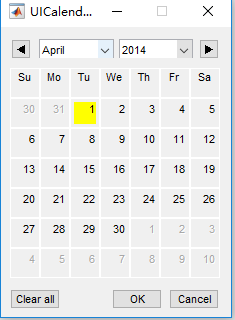 UICalend...
April 2014
Su Mo Tu We Th Fr Sa
30 31 1 2 3 4 5
6 7 8 9 10 11 12
13 14 15 16 17 18 19
20 21 22 23 24 25 26
27 28 29 30 1 2 3
4 5 6 7 8 9 10
Clear all OK Cancel